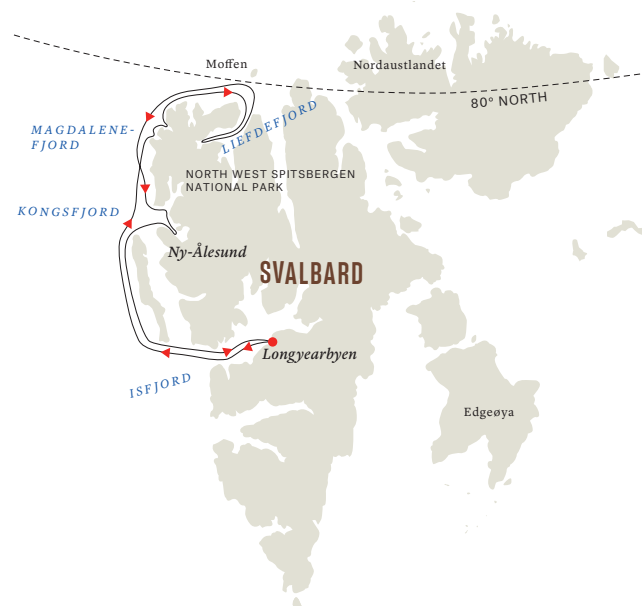 Moffen
Nordaustlandet
80° NORTH
MAGDALENE-
FJORD
LIEFDEFJORD
NORTH WEST SPITSBERGEN
NATIONAL PARK
KONGSFJORD
Ny-Ålesund
SVALBARD
Longyearbyen
ISFJORD
Edgeøya